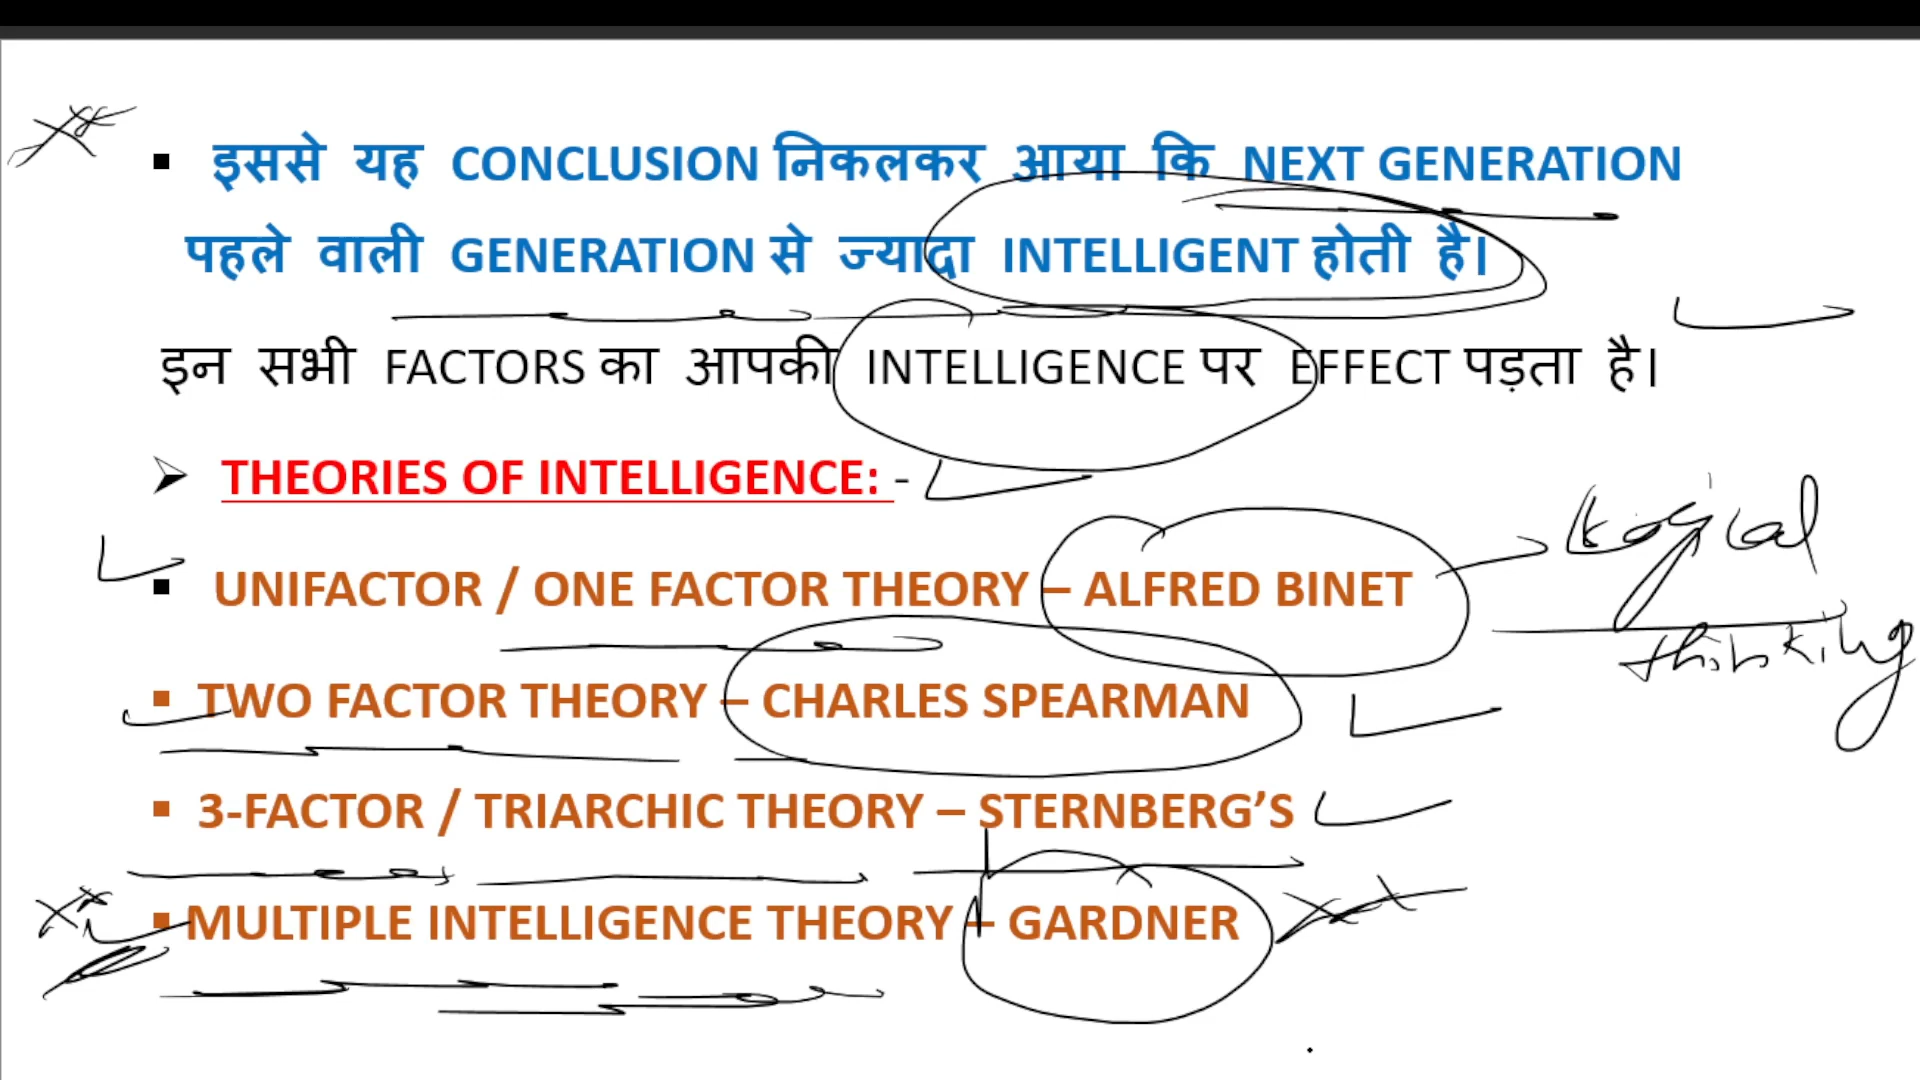 ▪ इससे यह CONCLUSION निकलकर आया कि NEXT GENERATION
पहले वाली GENERATION से ज्यादा INTELLIGENT होती है।
इन सभी FACTORS का आपकी INTELLIGENCE पर EFFECT पड़ता है।
➢ THEORIES OF INTELLIGENCE: -
▪ UNIFACTOR / ONE FACTOR THEORY – ALFRED BINET
Logical
thinking
▪ TWO FACTOR THEORY – CHARLES SPEARMAN
▪ 3-FACTOR / TRIARCHIC THEORY – STERNBERG’S
▪ MULTIPLE INTELLIGENCE THEORY – GARDNER